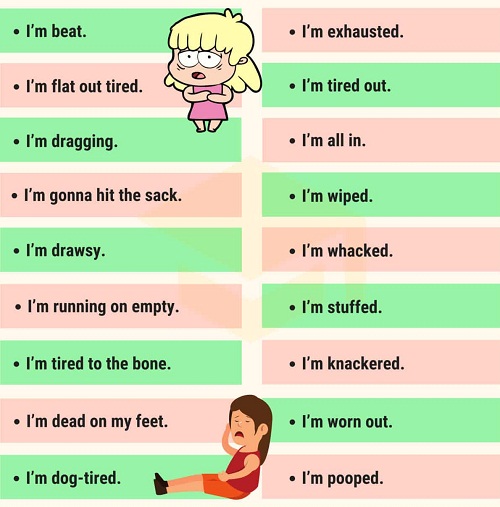 • I'm beat.
• I'm flat out tired.
• I'm dragging.
• I'm gonna hit the sack.
• I'm drawsy.
• I'm running on empty.
• I'm tired to the bone.
• I'm dead on my feet.
• I'm dog-tired.
• I'm exhausted.
• I'm tired out.
• I'm all in.
• I'm wiped.
• I'm whacked.
• I'm stuffed.
• I'm knackered.
• I'm worn out.
• I'm pooped.